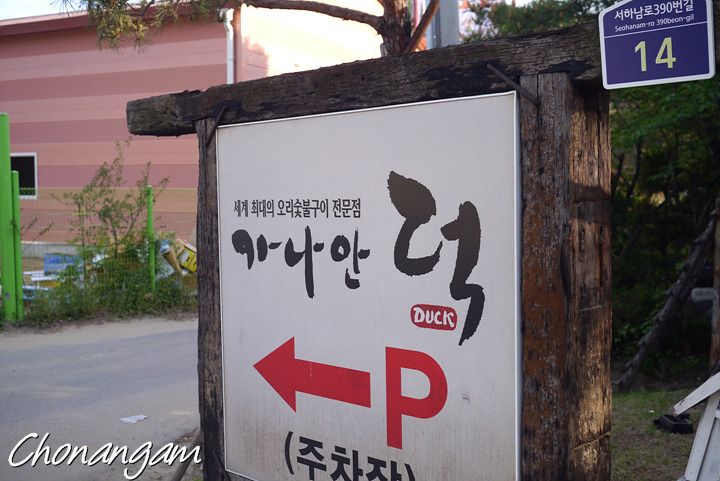 서하남로390번길
Seohanam-ro 390beon-gil
14
세계 최대의 오리숯불구이 전문점
가나안 덕
DUCK
P
(주차장)
Chonangam